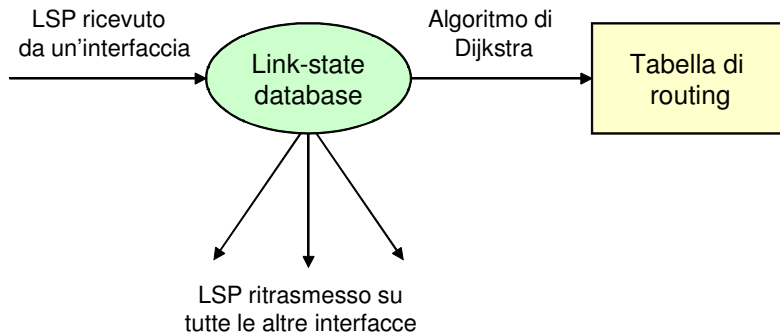 LSP ricevuto
da un'interfaccia
Link-state
database
Algoritmo di
Dijkstra
Tabella di
routing
LSP ritrasmesso su
tutte le altre interfacce